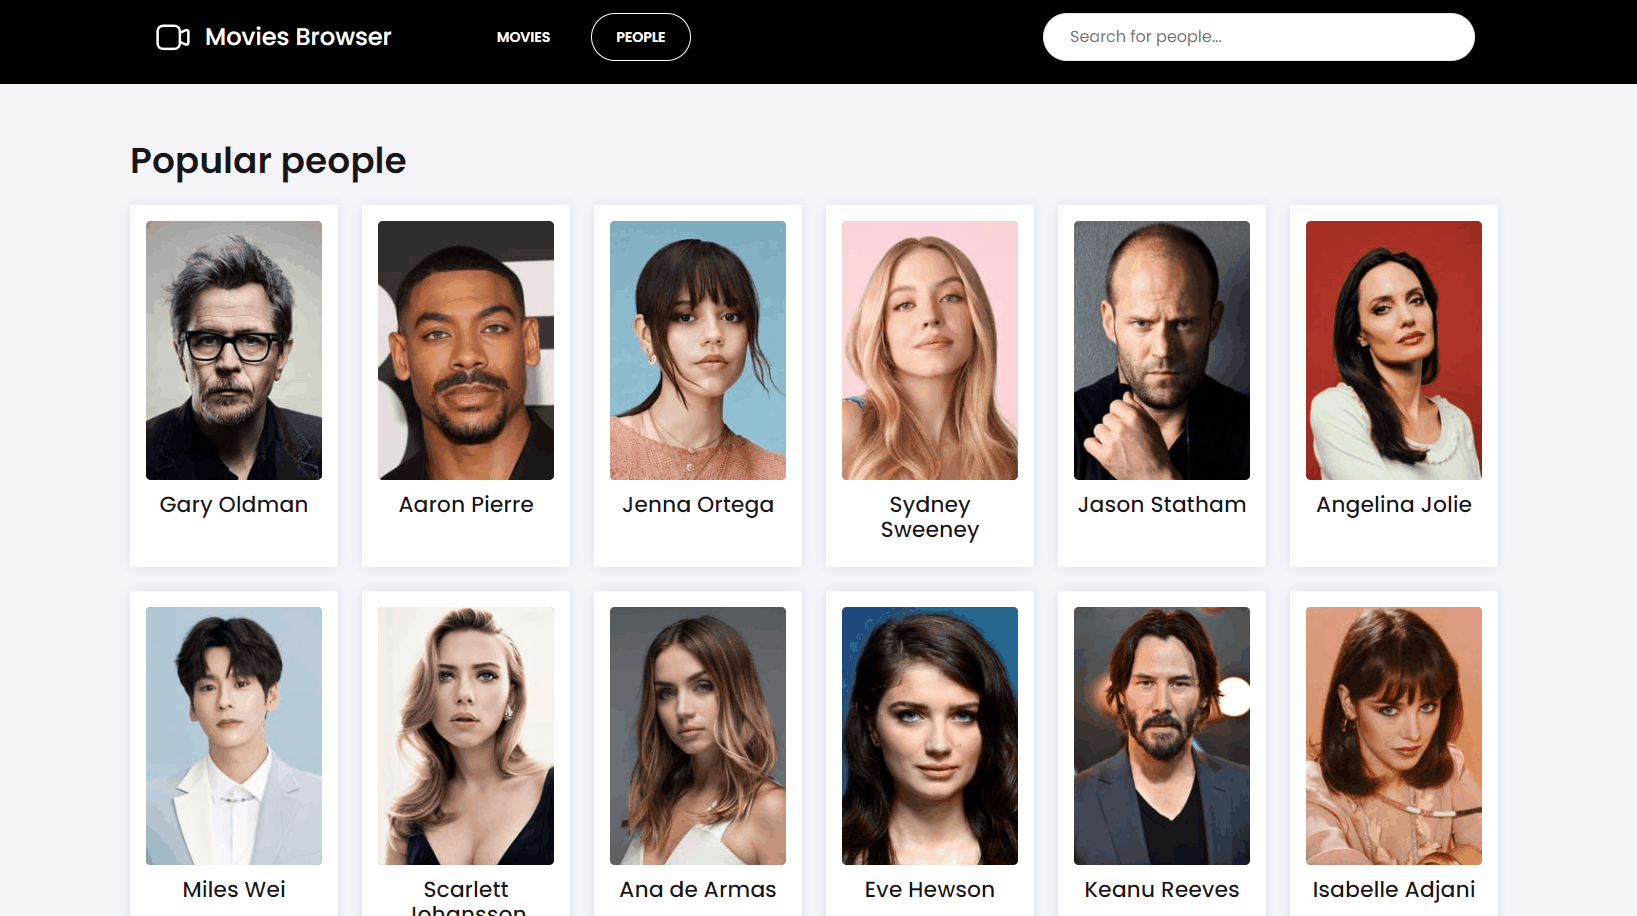 Movies Browser MOVIES PEOPLE Search for people...
Popular people
Gary Oldman
Aaron Pierre
Jenna Ortega
Sydney
Sweeney
Jason Statham
Angelina Jolie
Miles Wei
Scarlett
Johansson
Ana de Armas
Eve Hewson
Keanu Reeves
Isabelle Adjani